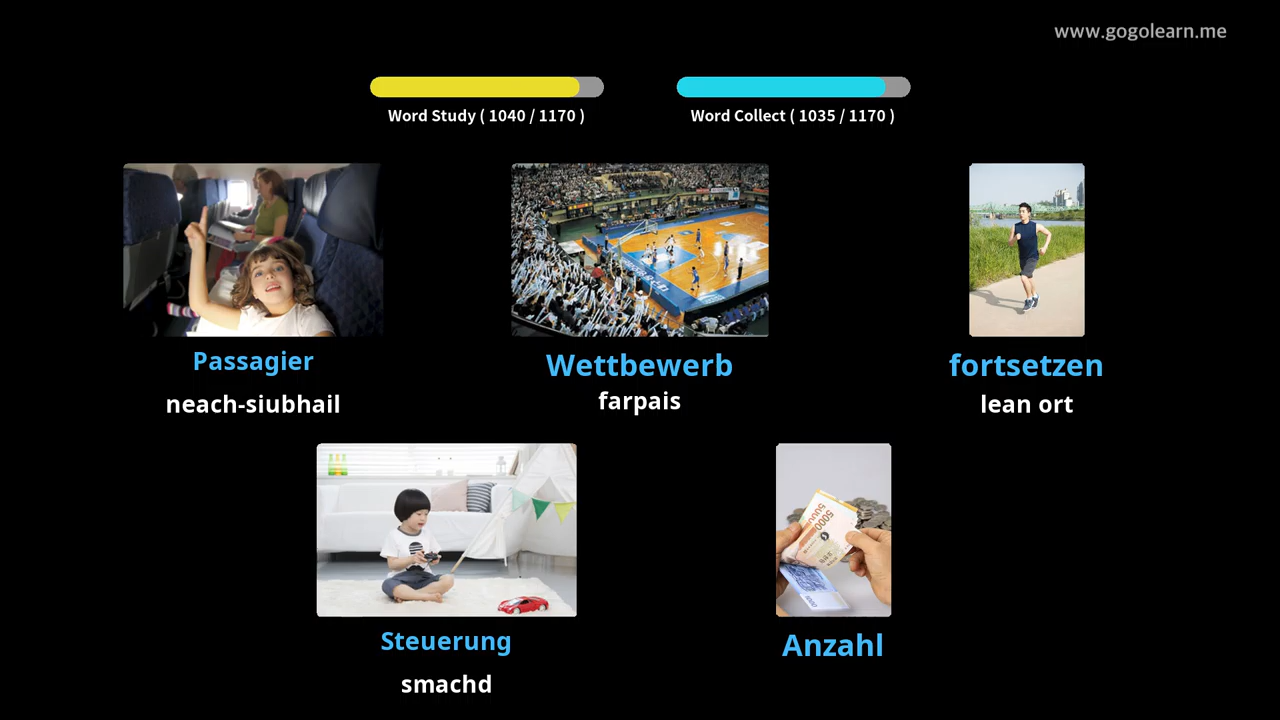 www.gogolearn.me
Word Study ( 1040 / 1170 )
Word Collect ( 1035 / 1170 )
Passagier
neach-siubhail
Wettbewerb
farpais
fortsetzen
lean ort
Steuerung
smachd
5000
Anzahl